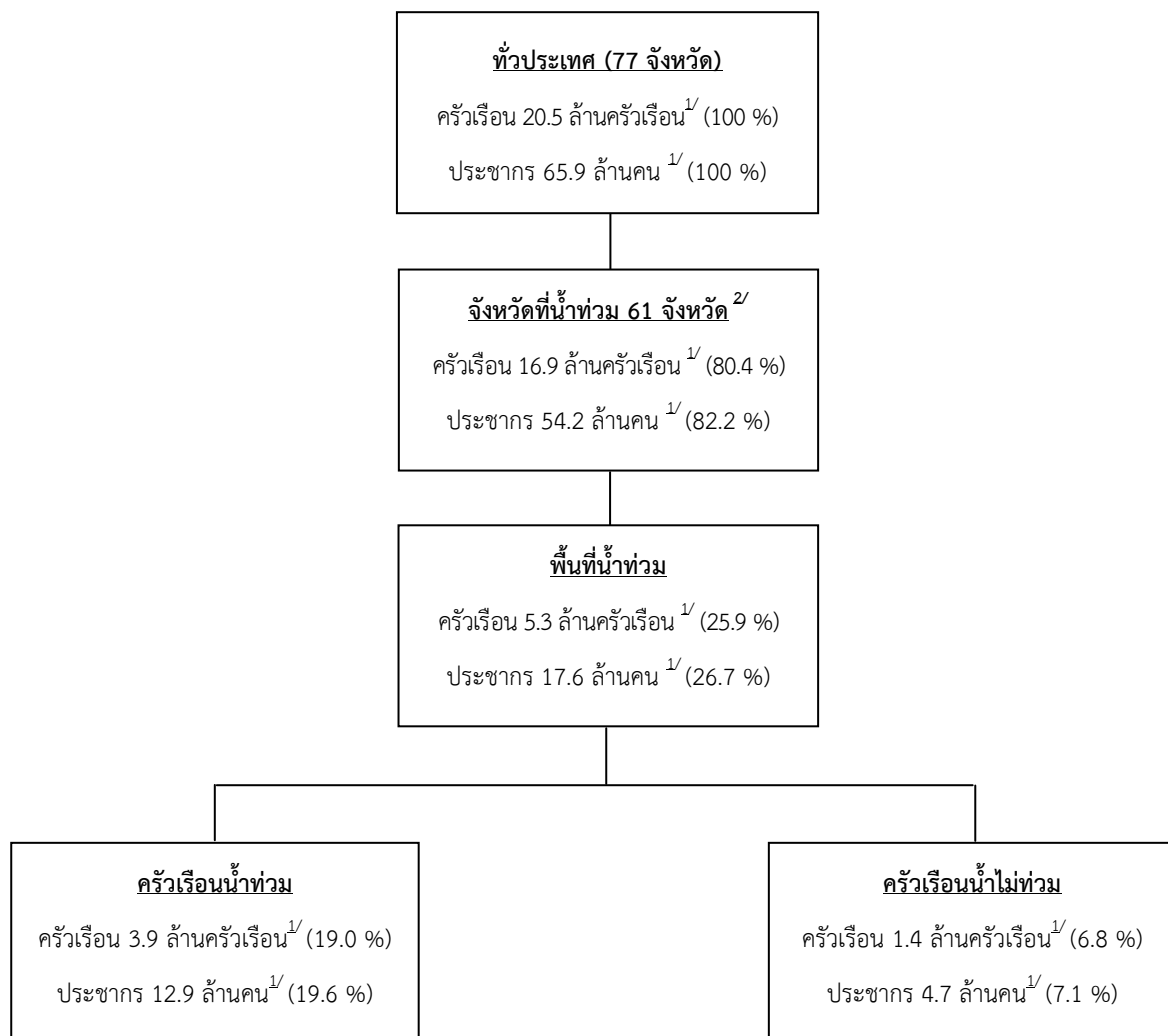 ทั่วประเทศ (77 จังหวัด)
ครัวเรือน 20.5 ล้านครัวเรือน 1/ (100 %)
ประชากร 65.9 ล้านคน 1/ (100 %)
จังหวัดที่น้ำท่วม 61 จังหวัด 2/
ครัวเรือน 16.9 ล้านครัวเรือน 1/ (80.4 %)
ประชากร 54.2 ล้านคน 1/ (82.2 %)
พื้นที่น้ำท่วม
ครัวเรือน 5.3 ล้านครัวเรือน 1/ (25.9 %)
ประชากร 17.6 ล้านคน 1/ (26.7 %)
ครัวเรือนน้ำท่วม
ครัวเรือน 3.9 ล้านครัวเรือน 1/ (19.0 %)
ประชากร 12.9 ล้านคน 1/ (19.6 %)
ครัวเรือนน้ำไม่ท่วม
ครัวเรือน 1.4 ล้านครัวเรือน 1/ (6.8 %)
ประชากร 4.7 ล้านคน 1/ (7.1 %)